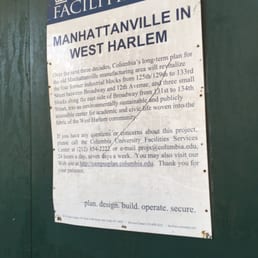 FACILITIES
MANHATTANVILLE IN
WEST HARLEM
Over the next three decades, Columbia's long-term plan for
the old Manhattanville manufacturing area will revitalize
the four former industrial blocks from 125th/129th to 133rd
Street between Broadway and 12th Avenue, and three small
blocks along the east side of Broadway from 131st to 134th
Street, into an environmentally sustainable and publicly
accessible center for academic and civic life woven into the
fabric of the West Harlem community.
If you have any questions or concerns about this project,
please call the Columbia University Facilities Services
Center at (212) 854-2222 or e-mail
24 hours a day, seven days a week. You may also visit our
Web site at http://campusplan.columbia.edu. Thank you for
your patience.
plan. design. build. operate. secure.